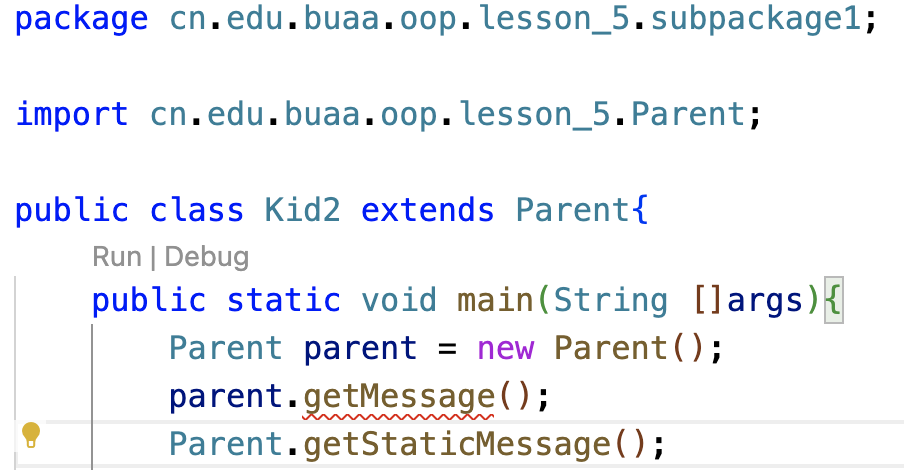 package cn.edu.buaa.oop.lesson_5.subpackage1;
import cn.edu.buaa.oop.lesson_5.Parent;
public class Kid2 extends Parent{
Run | Debug
public static void main(String []args){
Parent parent = new Parent();
parent.getMessage();
Parent.getStaticMessage();